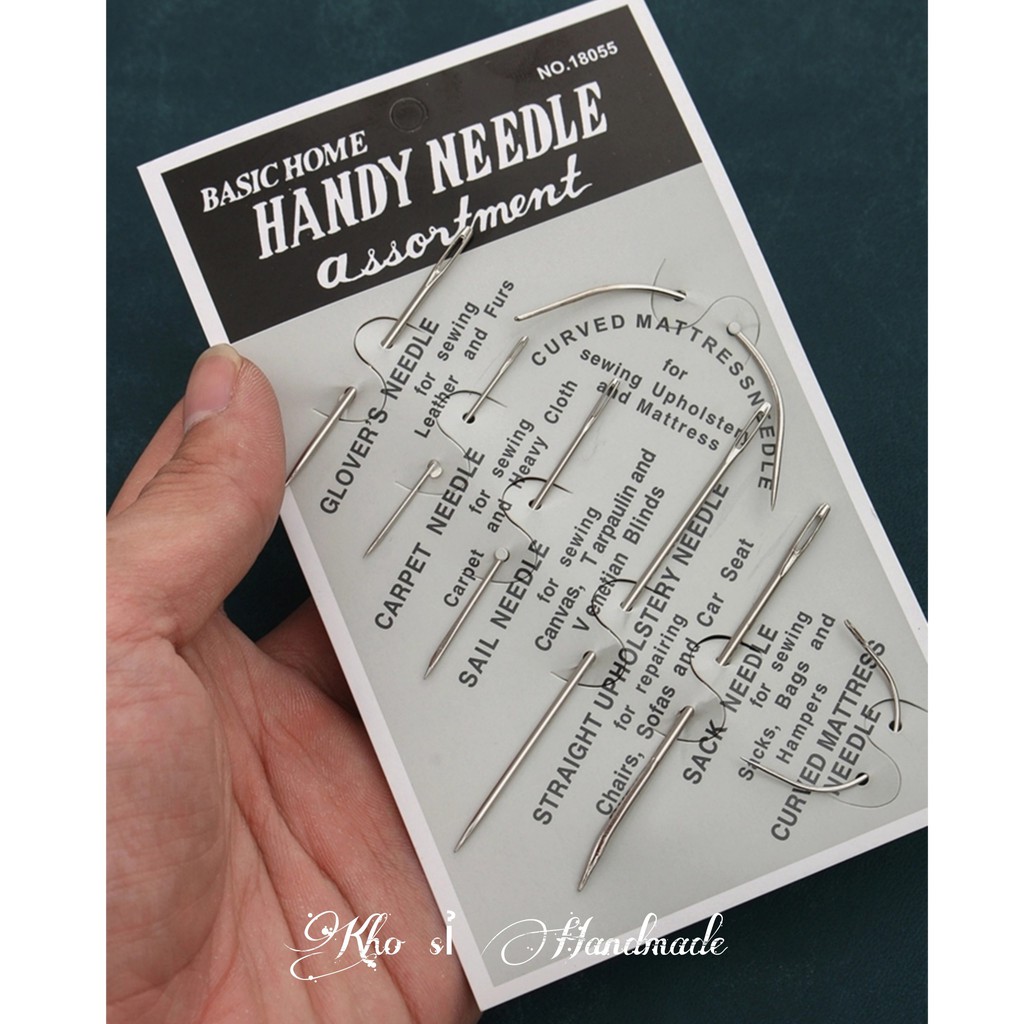 NO.18055
BASIC HOME
HANDY NEEDLE
assortment
GLOVER'S NEEDLE
for sewing
Leather and Furs
CURVED MATTRESSNEEDLE
for
sewing Upholstery
and Mattress
CARPET NEEDLE
for sewing
Carpet and Heavy Cloth
SAIL NEEDLE
for sewing
Canvas, Tarpaulin and
Venetian Blinds
STRAIGHT UPHOLSTERY NEEDLE
for repairing
Chairs, Sofas and Car Seat
SACK NEEDLE
for sewing
Sacks, Bags and
Hampers
CURVED MATTRESS
NEEDLE
Kho sỉ Handmade